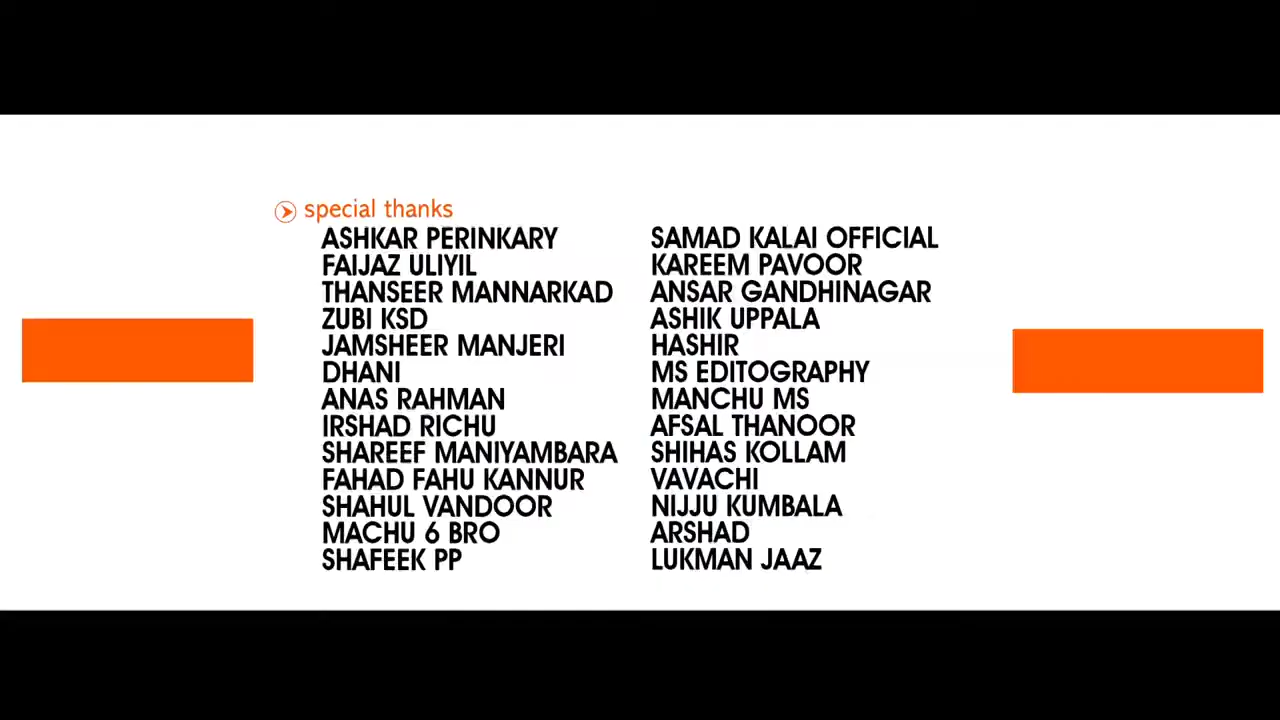 special thanks
ASHKAR PERINKARY
FAIJAZ ULIYIL
THANSEER MANNARKAD
ZUBI KSD
JAMSHEER MANJERI
DHANI
ANAS RAHMAN
IRSHAD RICHU
SHAREEF MANIYAMBARA
FAHAD FAHU KANNUR
SHAHUL VANDOOR
MACHU 6 BRO
SHAFEEK PP
SAMAD KALAI OFFICIAL
KAREEM PAVOOR
ANSAR GANDHINAGAR
ASHIK UPPALA
HASHIR
MS EDITOGRAPHY
MANCHU MS
AFSAL THANOOR
SHIHAS KOLLAM
VAVACHI
NIJJU KUMBALA
ARSHAD
LUKMAN JAAZ